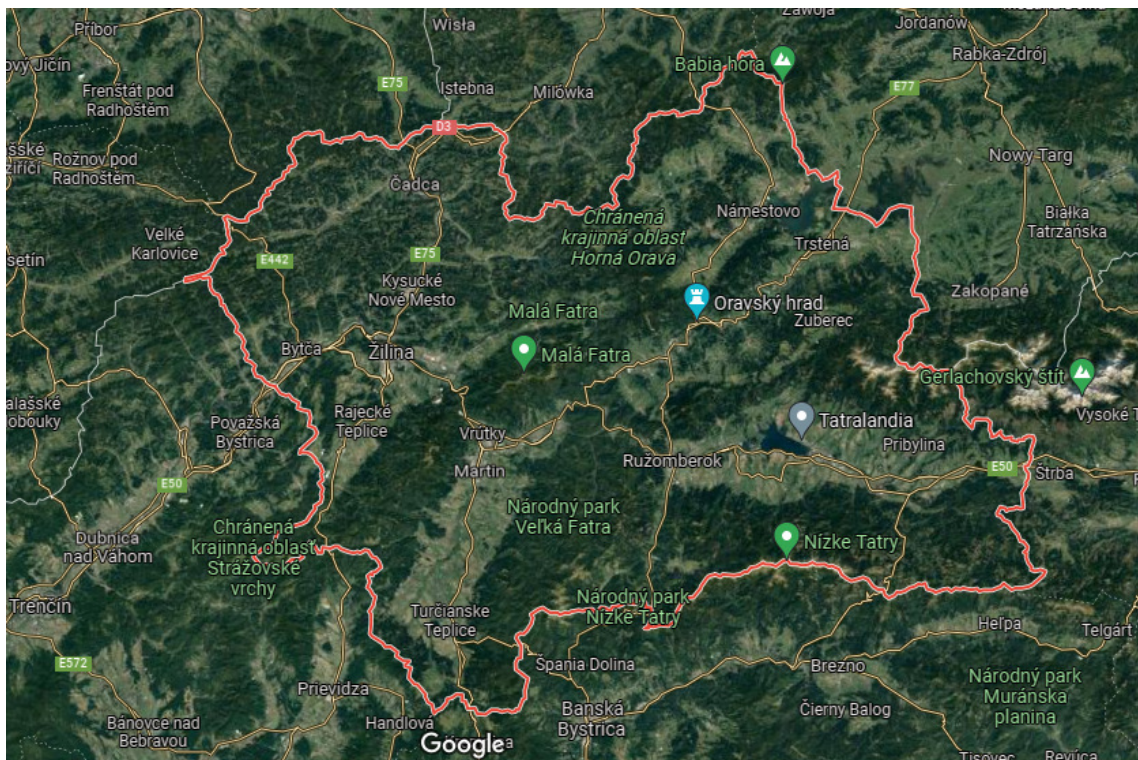 Zawoja
Wisła
Příbor
Jordanów
Rabka-Zdrój
Babia hora
E75
Istebna
Milówka
E77
Frenštát pod
Radhoštěm
D3
Rožnov pod
Radhoštěm
Nowy Targ
Čadca
Námestovo
Białka
Tatrzańska
Chránená
krajinná oblasť
Horná Orava
Velké
Karlovice
Trstená
E442
E75
Kysucké
Nové Mesto
Zakopané
Oravský hrad
Zuberec
Malá Fatra
Bytča
Žilina
Malá Fatra
Gerlachovský štít
Rajecké
Teplice
Považská
Bystrica
Tatralandia
Vrútky
Pribylina
Ružomberok
Martin
E50
Štrba
E50
Národný park
Veľká Fatra
Dubnica
nad Váhom
Chránená
krajinná oblasť
Strážovské
vrchy
Nížke Tatry
Trenčín
Turčianske
Teplice
Národný park
Nízke Tatry
Heľpa
Telgárt
E572
Špania Dolina
Brezno
Prievidza
Národný park
Muránska
planina
Banská
Bystrica
Čierny Balog
Bánovce nad
Bebravou
Handlová
Google
Tisovec
Revúca